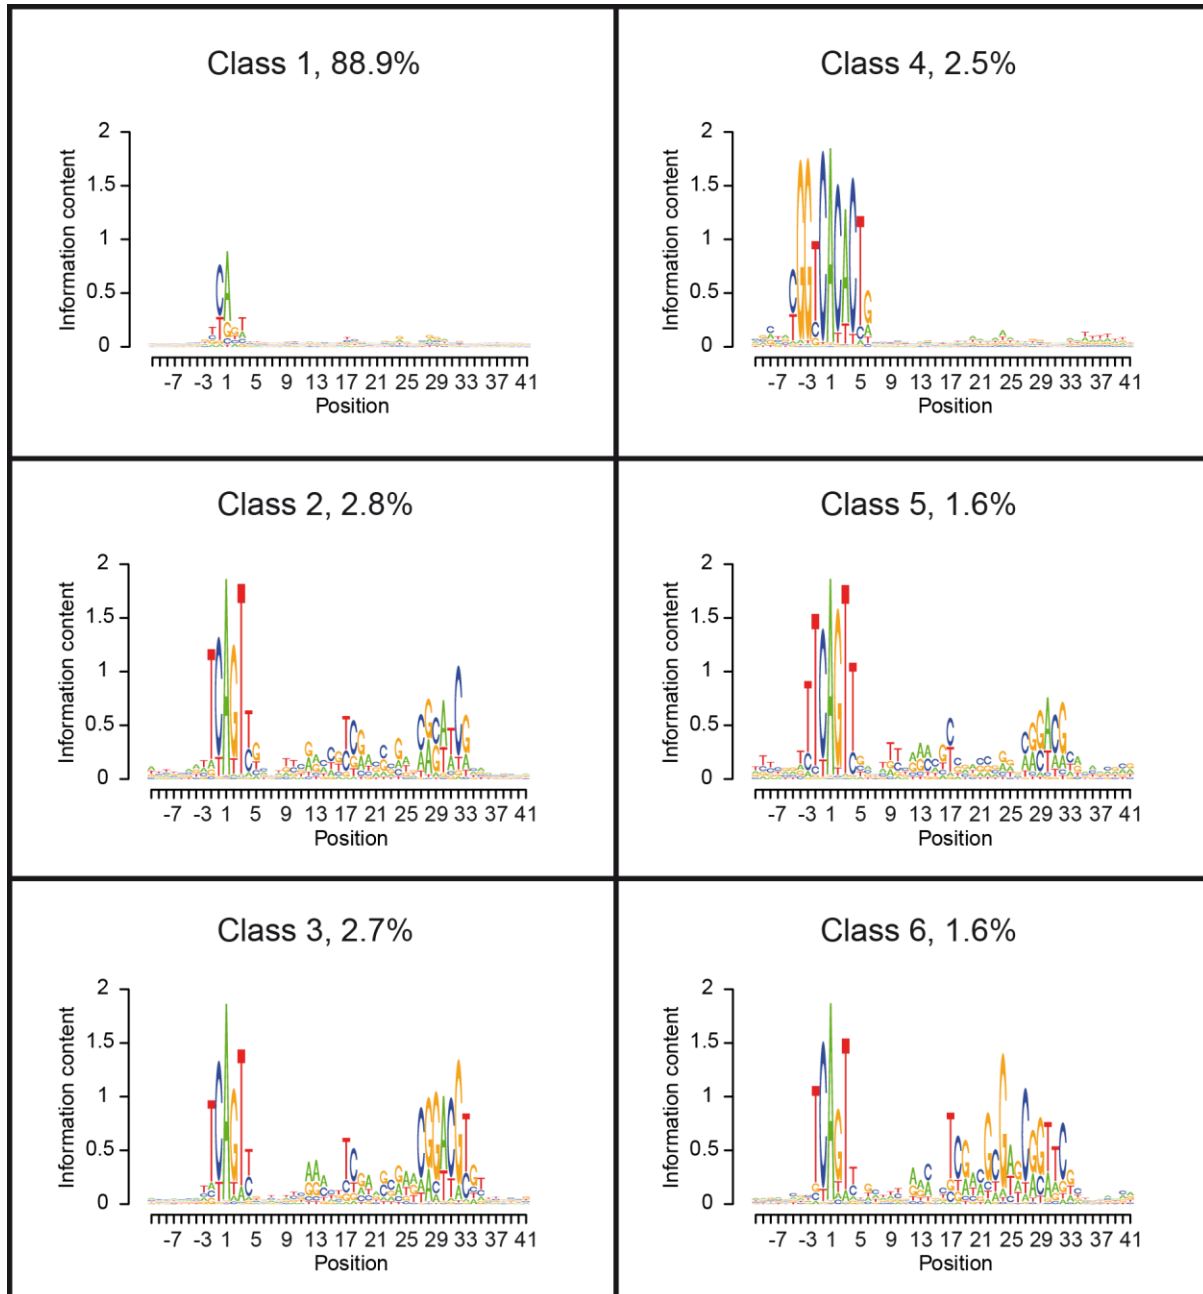 Class 1, 88.9%
Information content
2
1.5
1
0.5
0
-7 -3 1 5 9 13 17 21 25 29 33 37 41
Position
Class 4, 2.5%
Information content
2
1.5
1
0.5
0
-7 -3 1 5 9 13 17 21 25 29 33 37 41
Position
Class 2, 2.8%
Information content
2
1.5
1
0.5
0
-7 -3 1 5 9 13 17 21 25 29 33 37 41
Position
Class 5, 1.6%
Information content
2
1.5
1
0.5
0
-7 -3 1 5 9 13 17 21 25 29 33 37 41
Position
Class 3, 2.7%
Information content
2
1.5
1
0.5
0
-7 -3 1 5 9 13 17 21 25 29 33 37 41
Position
Class 6, 1.6%
Information content
2
1.5
1
0.5
0
-7 -3 1 5 9 13 17 21 25 29 33 37 41
Position